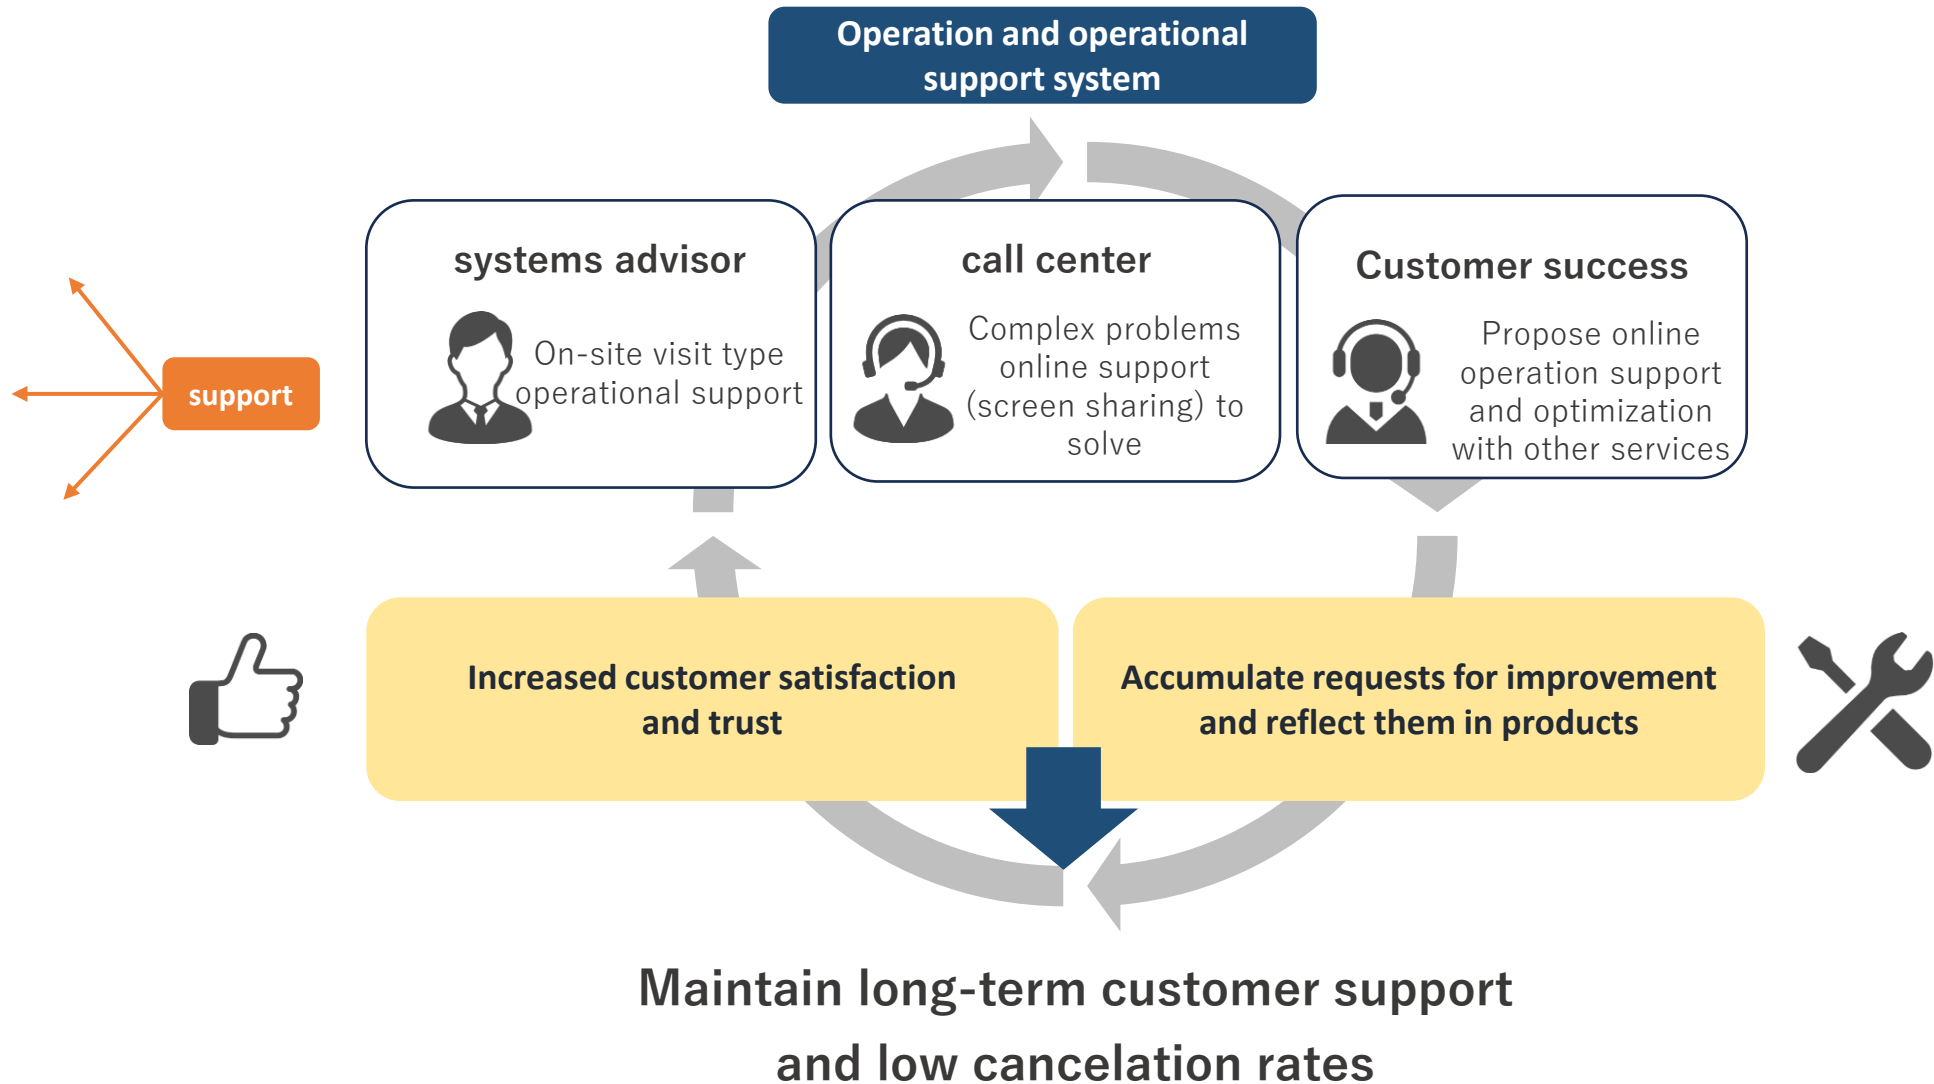 Operation and operational
support system
systems advisor
On-site visit type
operational support
call center
Complex problems
online support
(screen sharing) to
solve
Customer success
Propose online
operation support
and optimization
with other services
support
Increased customer satisfaction
and trust
Accumulate requests for improvement
and reflect them in products
Maintain long-term customer support
and low cancelation rates